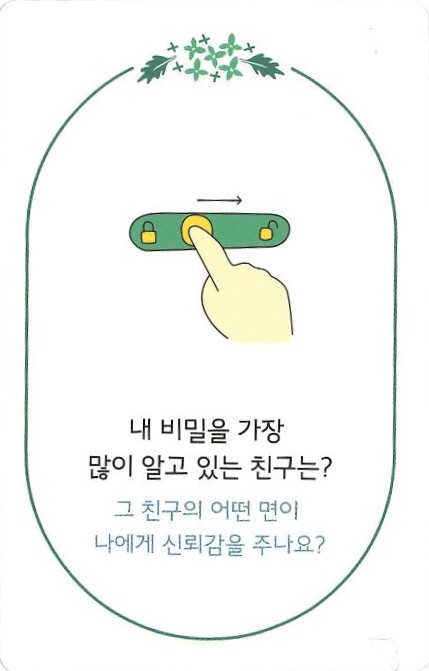 내 비밀을 가장
많이 알고 있는 친구는?
그 친구의 어떤 면이
나에게 신뢰감을 주나요?